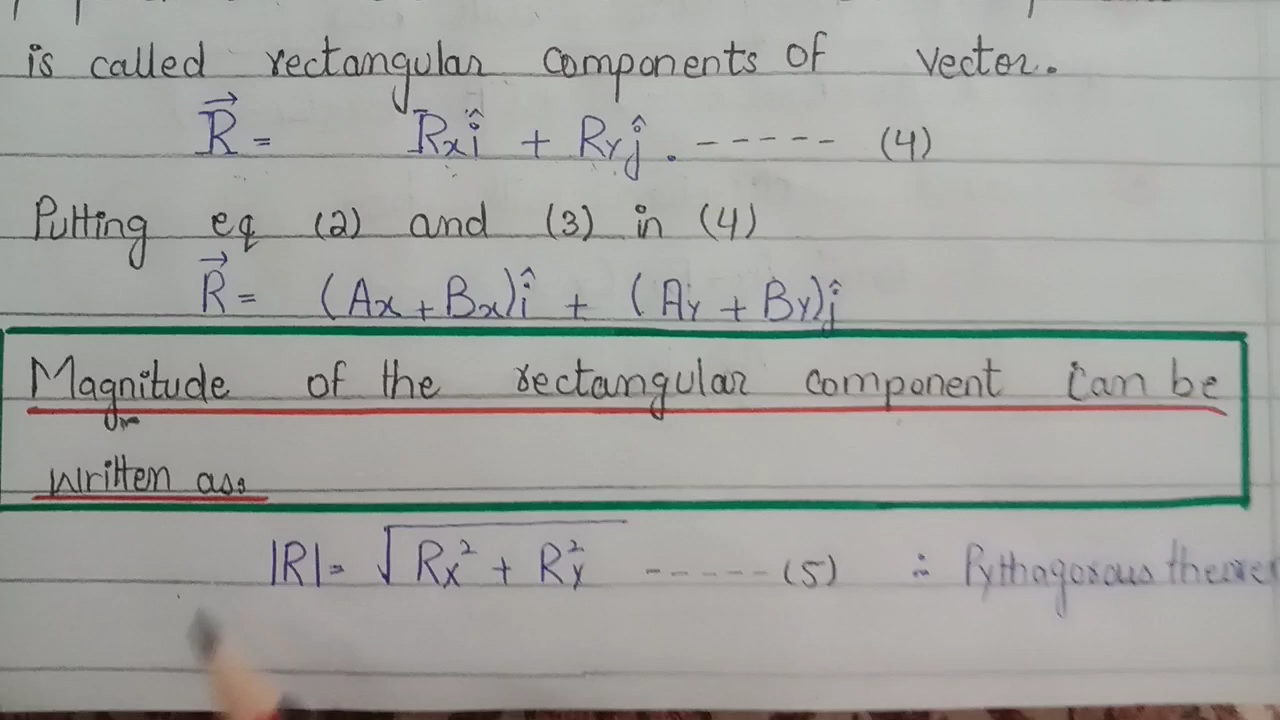 is called rectangular components of vector.
R⃗ = Rxî + Ryĵ . ----- (4)
Putting eq (2) and (3) in (4)
R⃗ = (Ax + Bx)î + (Ay + By)ĵ
Magnitude of the rectangular component can be
written as:
|R| = √Rx² + Ry² ----- (5) ∴ Pythagorous theorem